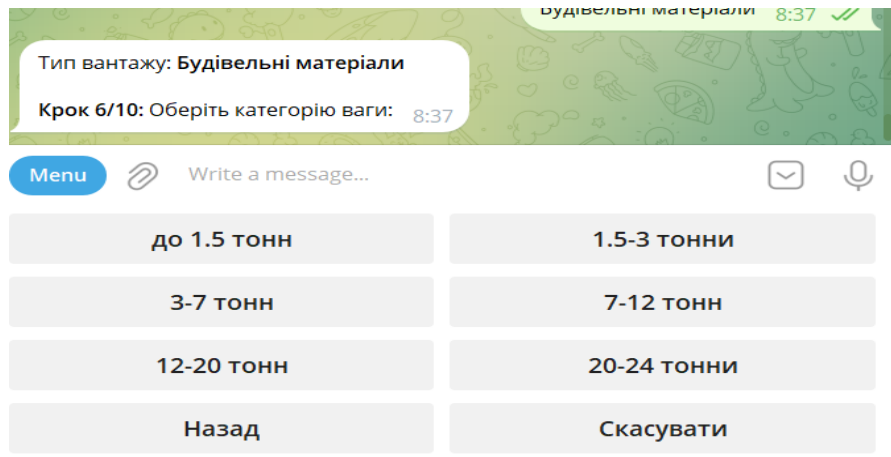 Будівельні матеріали 8:37
Тип вантажу: Будівельні матеріали
Крок 6/10: Оберіть категорію ваги: 8:37
Menu Write a message...
до 1.5 тонн 1.5-3 тонни
3-7 тонн 7-12 тонн
12-20 тонн 20-24 тонни
Назад Скасувати